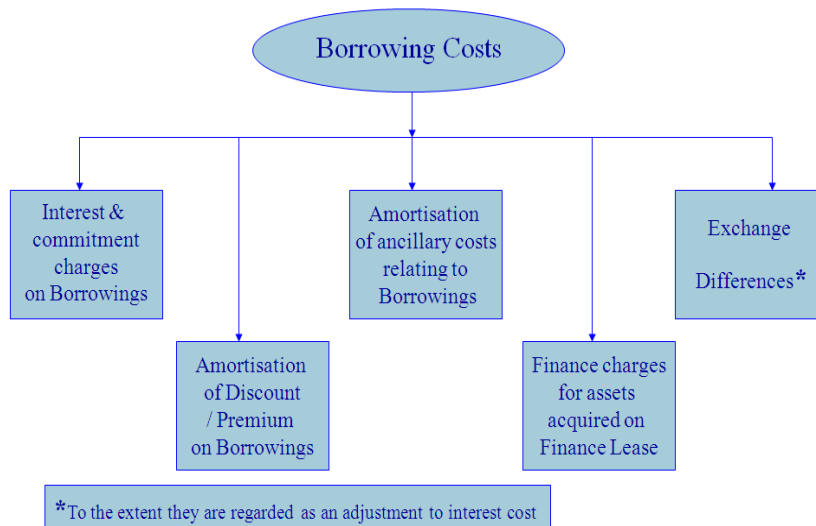 Borrowing Costs
Interest &
commitment
charges
on Borrowings
Amortisation
of Discount
/ Premium
on Borrowings
Amortisation
of ancillary costs
relating to
Borrowings
Finance charges
for assets
acquired on
Finance Lease
Exchange
Differences*
*To the extent they are regarded as an adjustment to interest cost